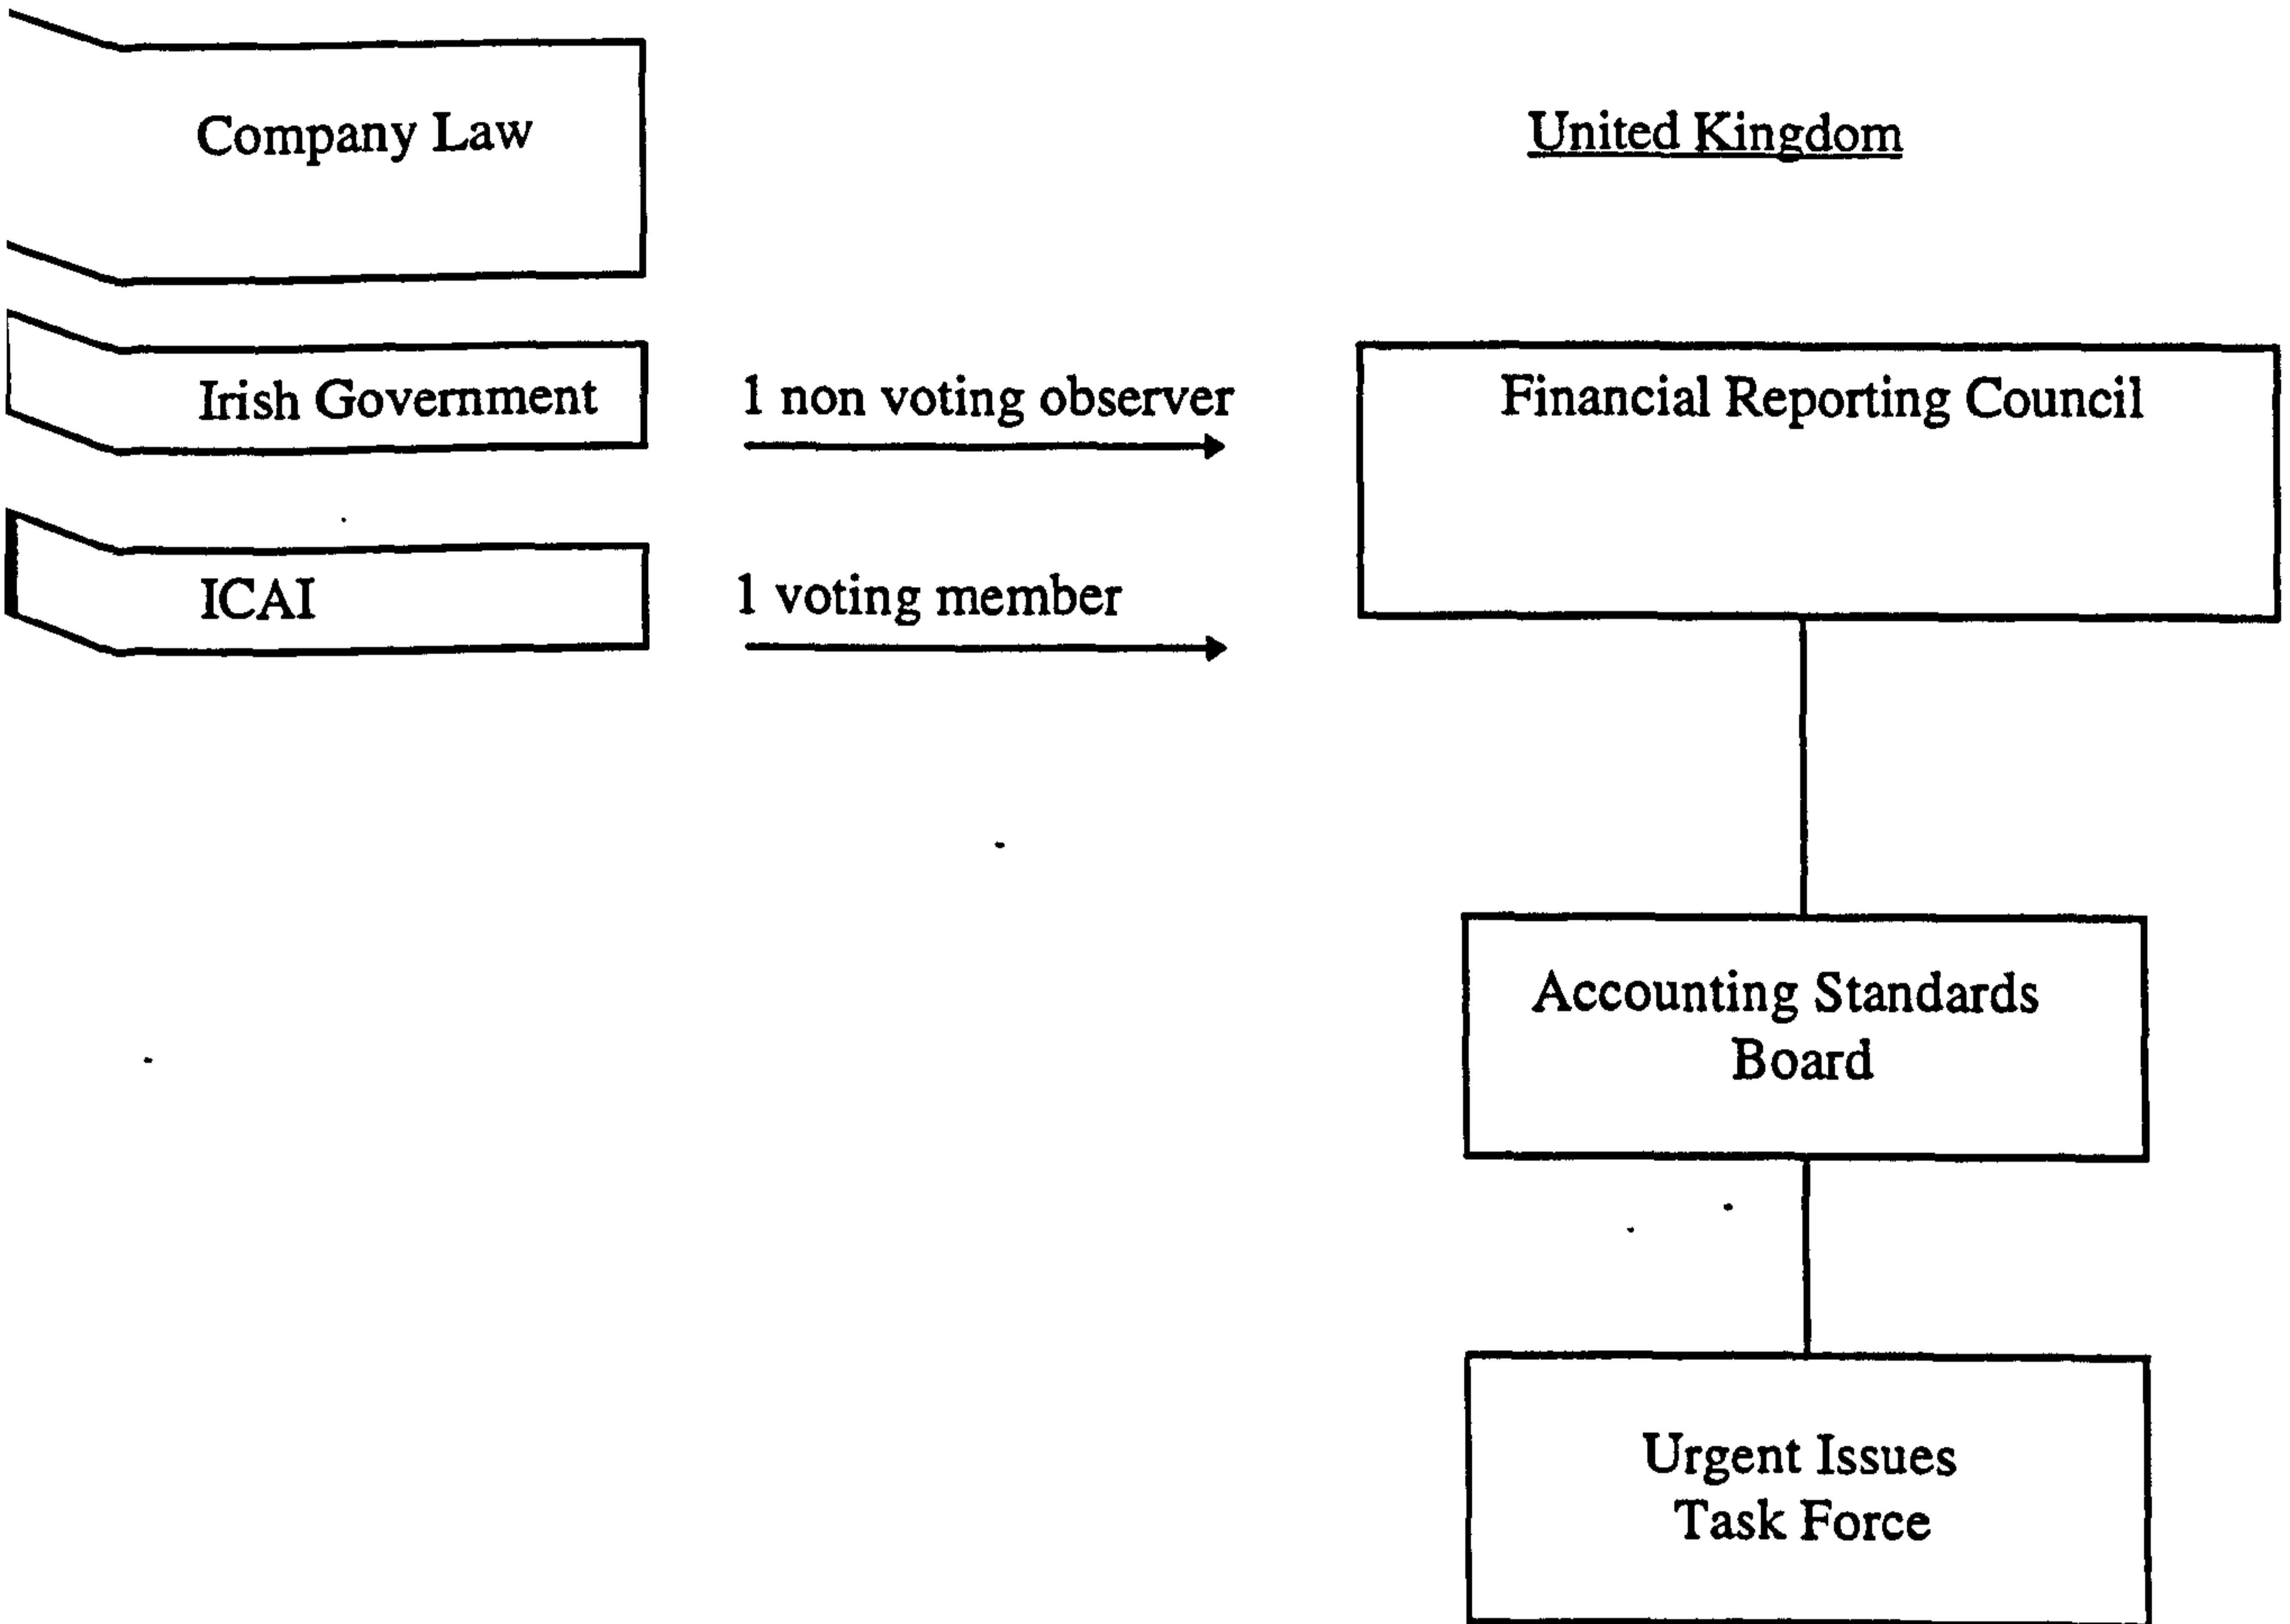 Company Law
United Kingdom
Irish Government
1 non voting observer
Financial Reporting Council
ICAI
1 voting member
Accounting Standards
Board
Urgent Issues
Task Force